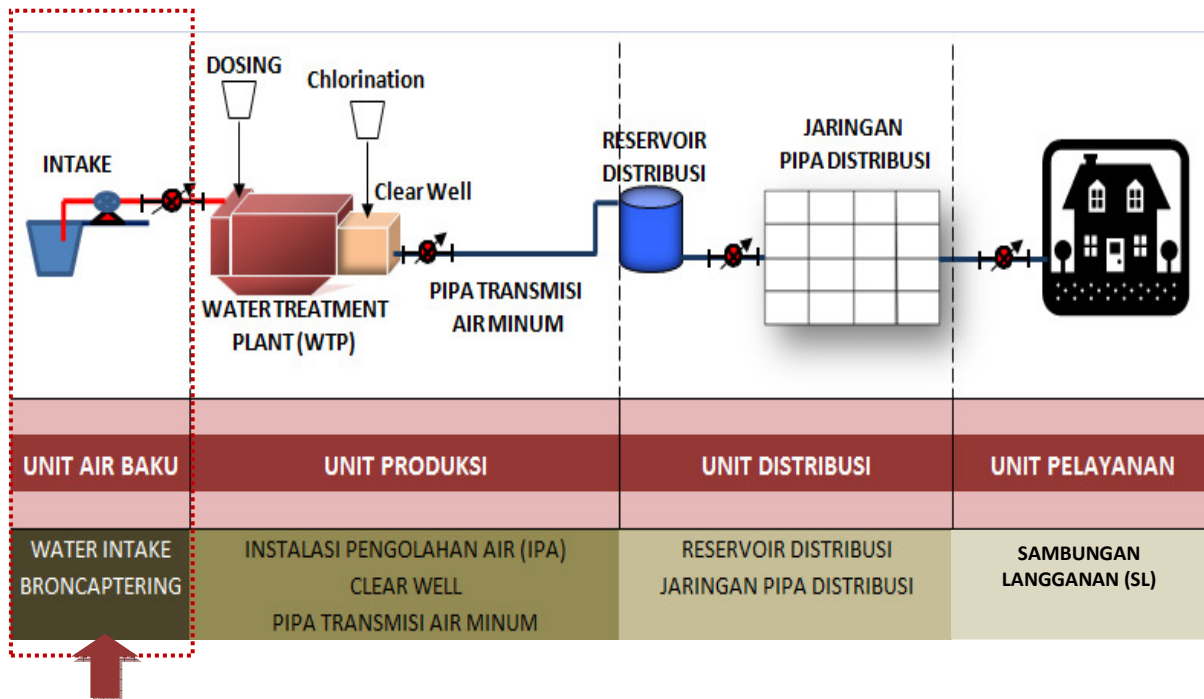 DOSING
Chlorination
INTAKE
Clear Well
WATER TREATMENT
PLANT (WTP)
PIPA TRANSMISI
AIR MINUM
RESERVOIR
DISTRIBUSI
JARINGAN
PIPA DISTRIBUSI
UNIT AIR BAKU
UNIT PRODUKSI
UNIT DISTRIBUSI
UNIT PELAYANAN
WATER INTAKE
BRONCAPTERING
INSTALASI PENGOLAHAN AIR (IPA)
CLEAR WELL
PIPA TRANSMISI AIR MINUM
RESERVOIR DISTRIBUSI
JARINGAN PIPA DISTRIBUSI
SAMBUNGAN
LANGGANAN (SL)